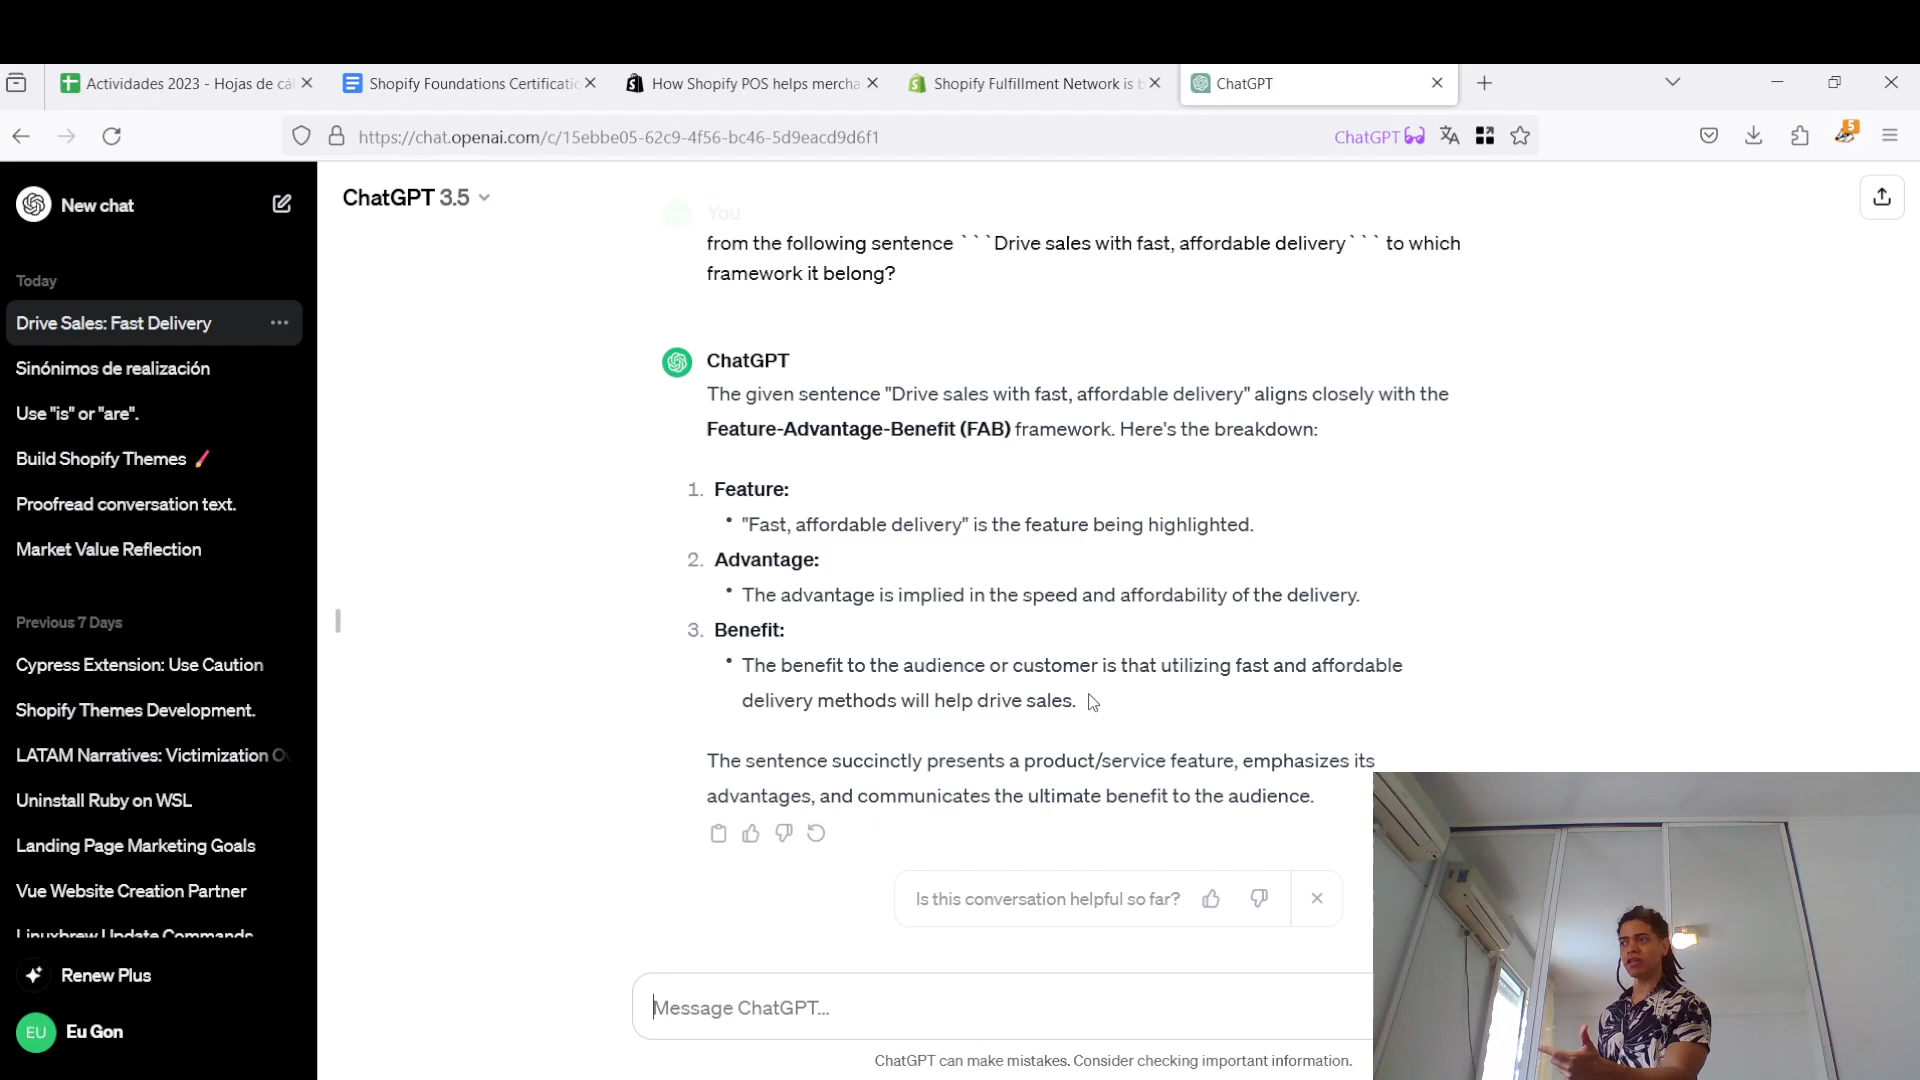 Actividades 2023 - Hojas de cál
Shopify Foundations Certificatio
How Shopify POS helps mercha
Shopify Fulfillment Network is b
ChatGPT
https://chat.openai.com/c/15ebbe05-62c9-4f56-bc46-5d9eacd9d6f1
ChatGPT
5
New chat
ChatGPT 3.5
Today
Drive Sales: Fast Delivery
Sinónimos de realización
Use "is" or "are".
Build Shopify Themes
Proofread conversation text.
Market Value Reflection
Previous 7 Days
Cypress Extension: Use Caution
Shopify Themes Development.
LATAM Narratives: Victimization Ov
Uninstall Ruby on WSL
Landing Page Marketing Goals
Vue Website Creation Partner
Linuxbrew Update Commands
Renew Plus
EU
Eu Gon
You
from the following sentence ```Drive sales with fast, affordable delivery``` to which
framework it belong?
ChatGPT
The given sentence "Drive sales with fast, affordable delivery" aligns closely with the
Feature-Advantage-Benefit (FAB) framework. Here's the breakdown:
1. Feature:
• "Fast, affordable delivery" is the feature being highlighted.
2. Advantage:
• The advantage is implied in the speed and affordability of the delivery.
3. Benefit:
• The benefit to the audience or customer is that utilizing fast and affordable
delivery methods will help drive sales.
The sentence succinctly presents a product/service feature, emphasizes its
advantages, and communicates the ultimate benefit to the audience.
Is this conversation helpful so far?
Message ChatGPT...
ChatGPT can make mistakes. Consider checking important information.